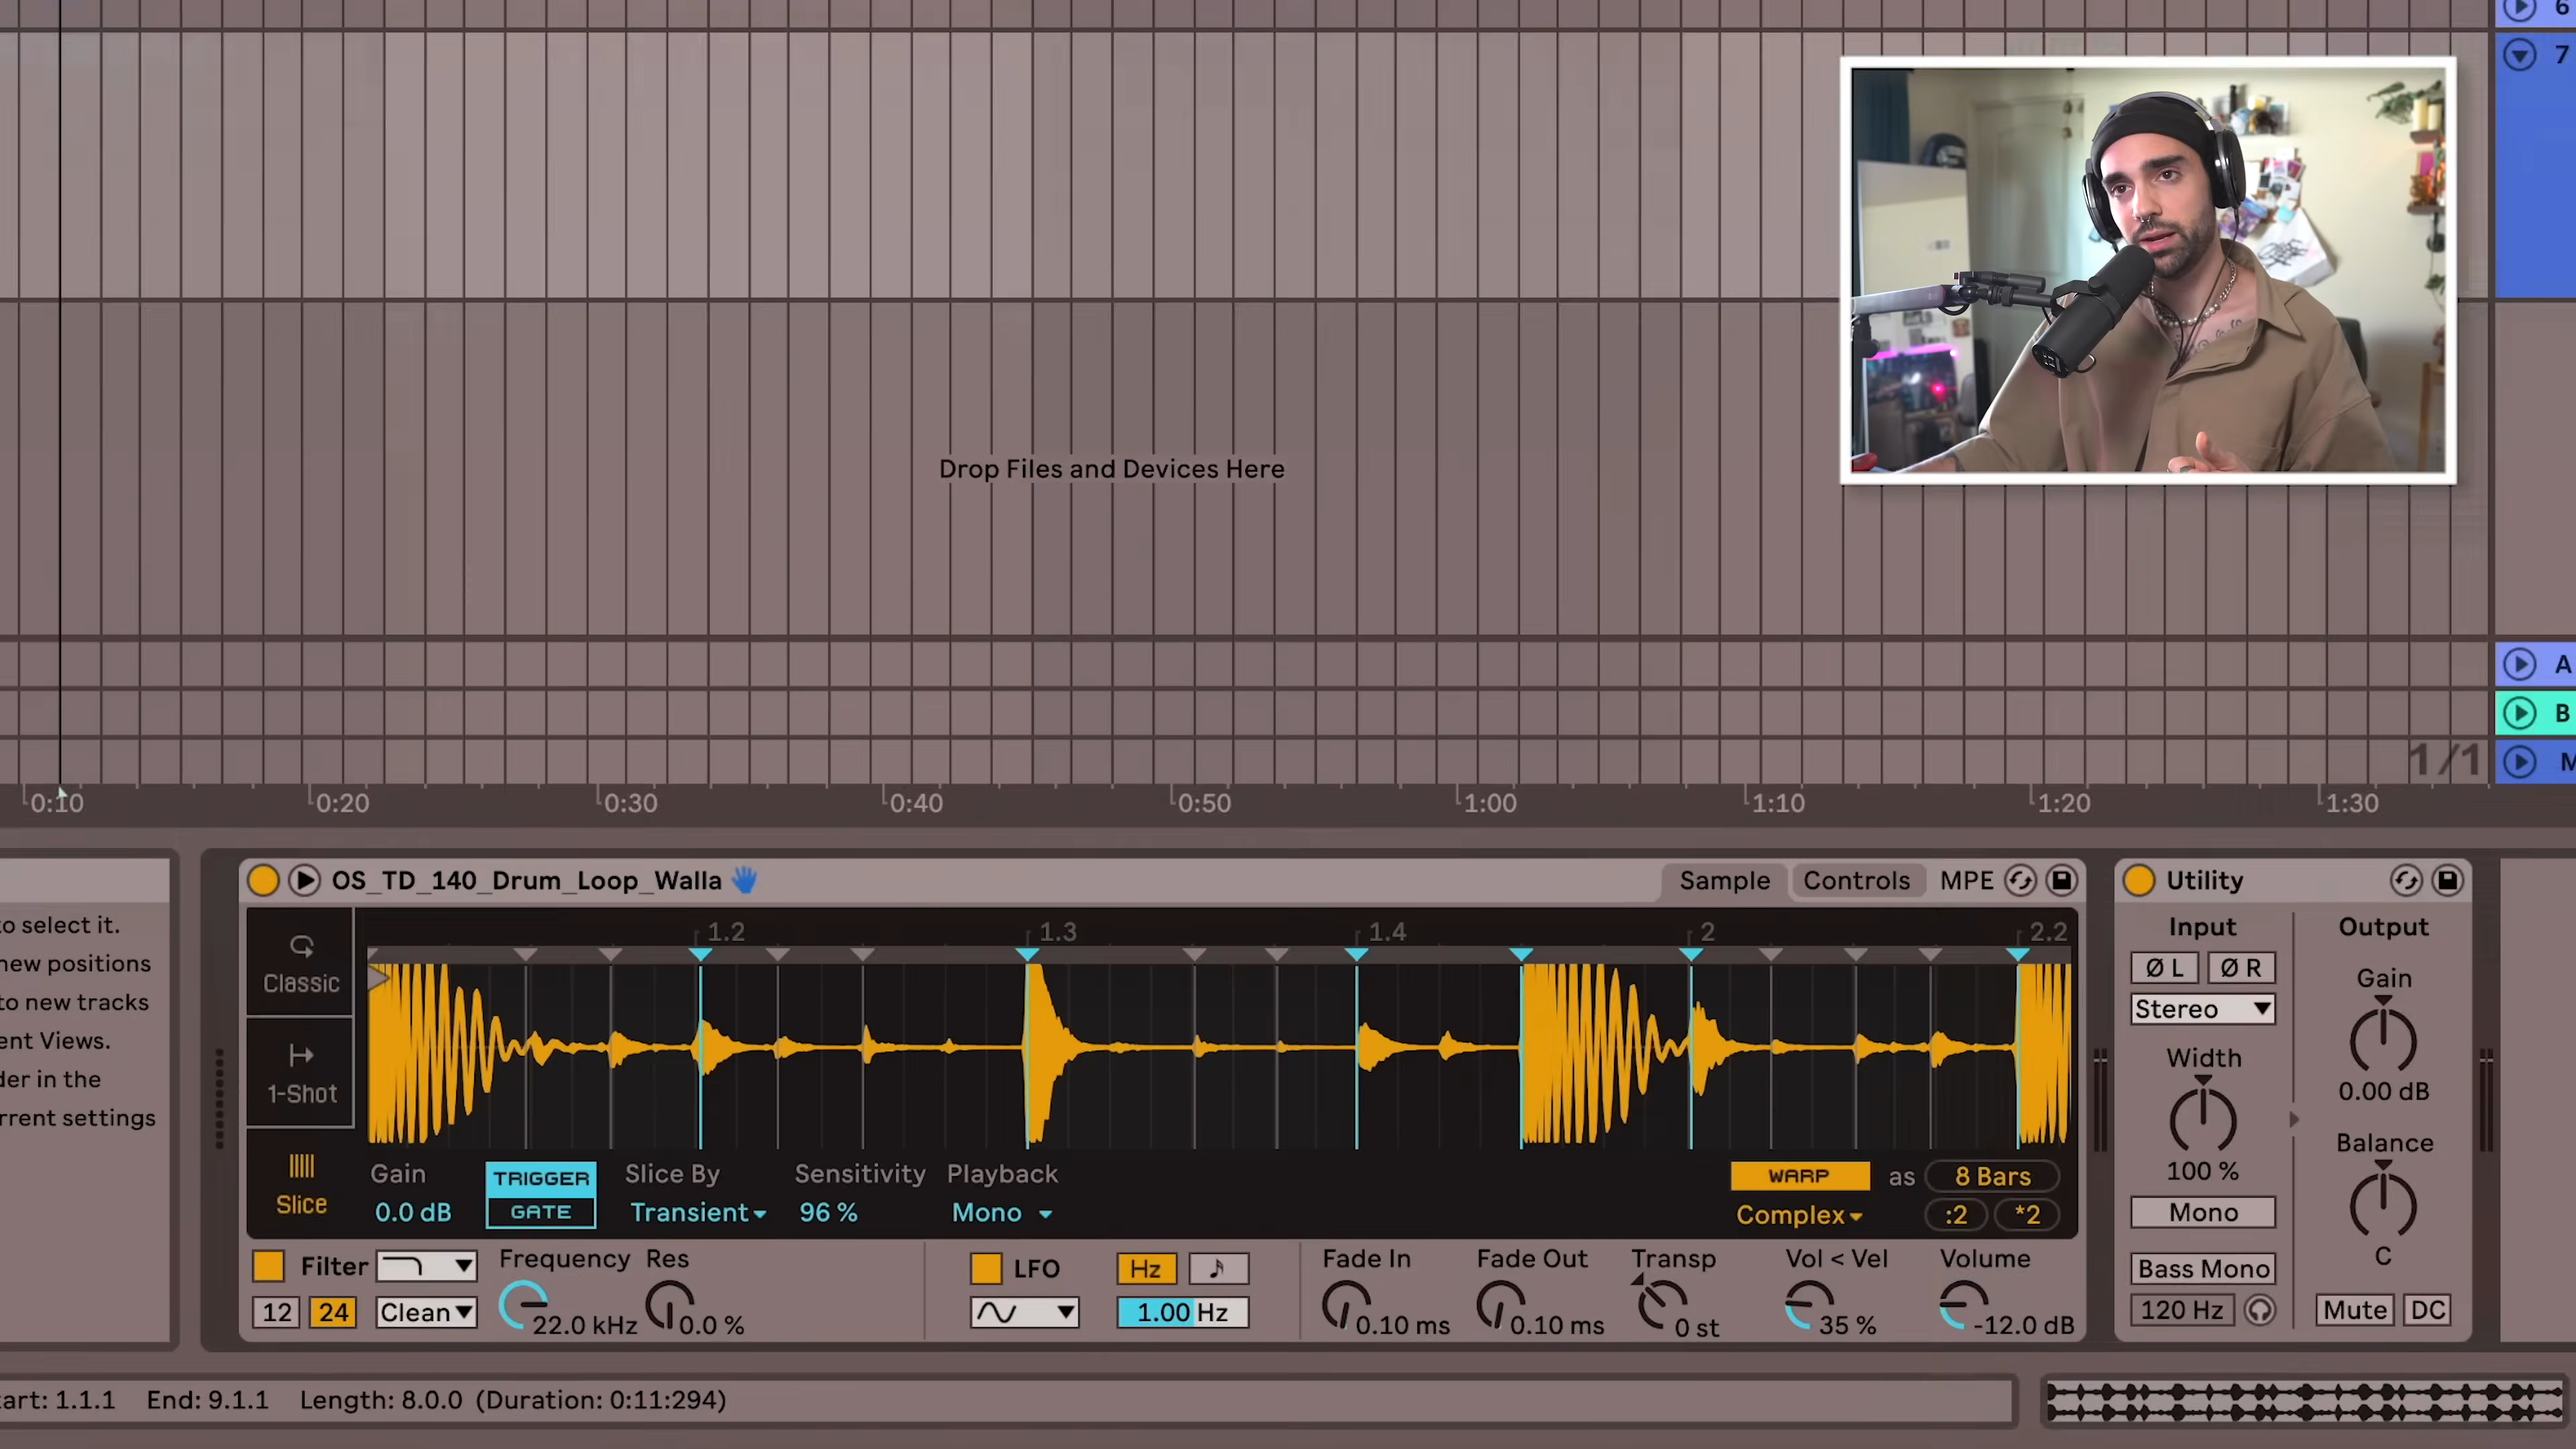 6
7
Drop Files and Devices Here
A
B
1/1
M
0:10 0:20 0:30 0:40 0:50 1:00 1:10 1:20 1:30
OS_TD_140_Drum_Loop_Walla Sample Controls MPE
Utility
to select it.
new positions
to new tracks
ent Views.
der in the
rrent settings
1.2 1.3 1.4 2 2.2
Classic
1-Shot
Slice
Gain
0.0 dB
TRIGGER
GATE
Slice By
Transient
Sensitivity
96 %
Playback
Mono
WARP as 8 Bars
Complex :2 *2
Filter
12 24 Clean
Frequency
22.0 kHz
Res
0.0 %
LFO Hz
1.00 Hz
Fade In
0.10 ms
Fade Out
0.10 ms
Transp
0 st
Vol < Vel
35 %
Volume
-12.0 dB
Input
Ø L Ø R
Stereo
Width
100 %
Mono
Bass Mono
120 Hz
Output
Gain
0.00 dB
Balance
C
Mute DC
tart: 1.1.1 End: 9.1.1 Length: 8.0.0 (Duration: 0:11:294)